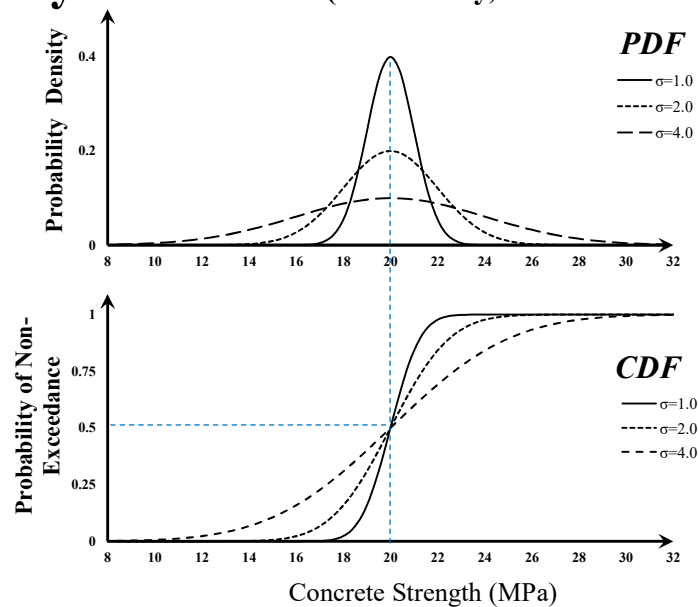 PDF
Probability Density
0.4
0.2
0
σ=1.0
σ=2.0
σ=4.0
8 10 12 14 16 18 20 22 24 26 28 30 32
CDF
Probability of Non-
Exceedance
1
0.75
0.5
0.25
0
σ=1.0
σ=2.0
σ=4.0
8 10 12 14 16 18 20 22 24 26 28 30 32
Concrete Strength (MPa)